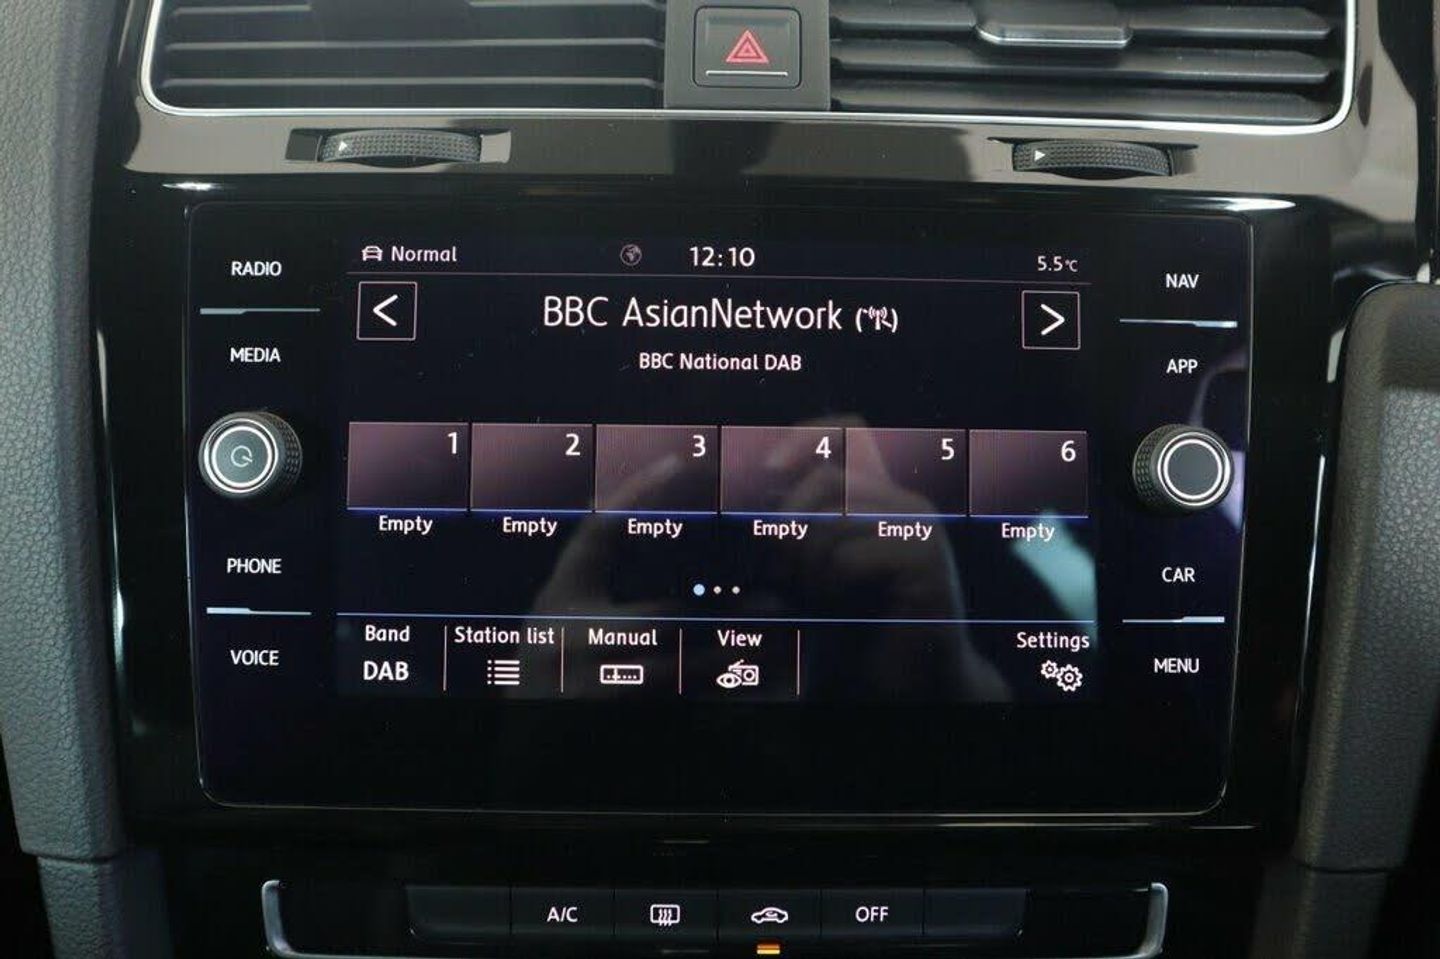 Normal
12:10
5.5°C
BBC AsianNetwork
BBC National DAB
1 2 3 4 5 6
Empty Empty Empty Empty Empty Empty
Band Station list Manual View Settings
DAB
RADIO
MEDIA
PHONE
VOICE
NAV
APP
CAR
MENU
A/C OFF